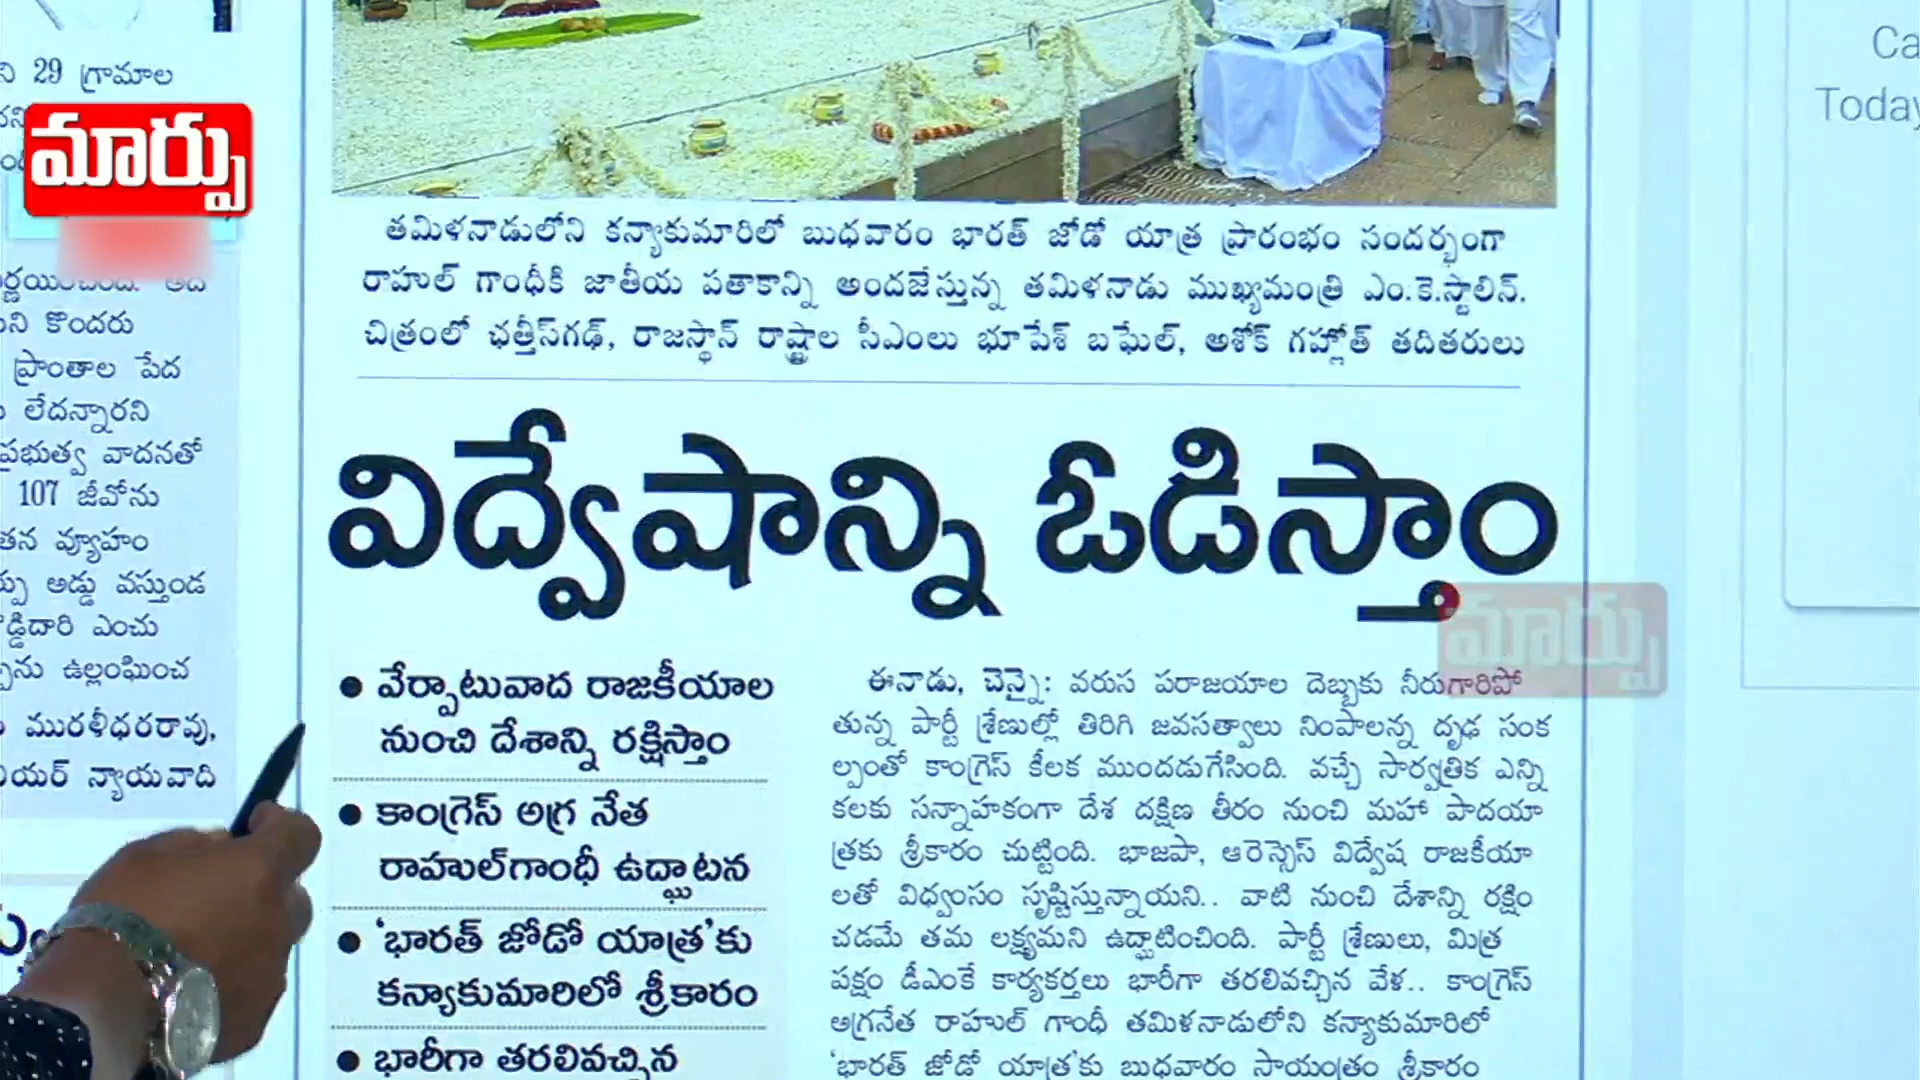 ని 29 గ్రామాల
మార్పు
ని కొందరు
ప్రాంతాల పేద
లేదన్నారని
ప్రభుత్వ వాదనతో
107 జీవోను
తన వ్యూహం
అడ్డు వస్తుండ
ఎంచు
ఉల్లంఘించ
మురళీధరరావు,
న్యాయవాది
తమిళనాడులోని కన్యాకుమారిలో బుధవారం భారత్ జోడో యాత్ర ప్రారంభం సందర్భంగా
రాహుల్ గాంధీకి జాతీయ పతాకాన్ని అందజేస్తున్న తమిళనాడు ముఖ్యమంత్రి ఎం.కె.స్టాలిన్.
చిత్రంలో ఛత్తీస్‌గఢ్, రాజస్థాన్ రాష్ట్రాల సీఎంలు భూపేశ్ బఘేల్, అశోక్ గహ్లోత్ తదితరులు
విద్వేషాన్ని ఓడిస్తాం
● వేర్పాటువాద రాజకీయాల
నుంచి దేశాన్ని రక్షిస్తాం
● కాంగ్రెస్ అగ్ర నేత
రాహుల్‌గాంధీ ఉద్ఘాటన
● ‘భారత్ జోడో యాత్ర’కు
కన్యాకుమారిలో శ్రీకారం
● భారీగా తరలివచ్చిన
ఈనాడు, చెన్నై: వరుస పరాజయాల దెబ్బకు నీరుగారిపో
తున్న పార్టీ శ్రేణుల్లో తిరిగి జవసత్వాలు నింపాలన్న దృఢ సంక
ల్పంతో కాంగ్రెస్ కీలక ముందడుగేసింది. వచ్చే సార్వత్రిక ఎన్ని
కలకు సన్నాహకంగా దేశ దక్షిణ తీరం నుంచి మహా పాదయా
త్రకు శ్రీకారం చుట్టింది. భాజపా, ఆరెస్సెస్ విద్వేష రాజకీయా
లతో విధ్వంసం సృష్టిస్తున్నాయని.. వాటి నుంచి దేశాన్ని రక్షిం
చడమే తమ లక్ష్యమని ఉద్ఘాటించింది. పార్టీ శ్రేణులు, మిత్ర
పక్షం డీఎంకే కార్యకర్తలు భారీగా తరలివచ్చిన వేళ.. కాంగ్రెస్
అగ్రనేత రాహుల్ గాంధీ తమిళనాడులోని కన్యాకుమారిలో
‘భారత్ జోడో యాత్ర’కు బుధవారం సాయంత్రం శ్రీకారం
మార్పు
Ca
Today